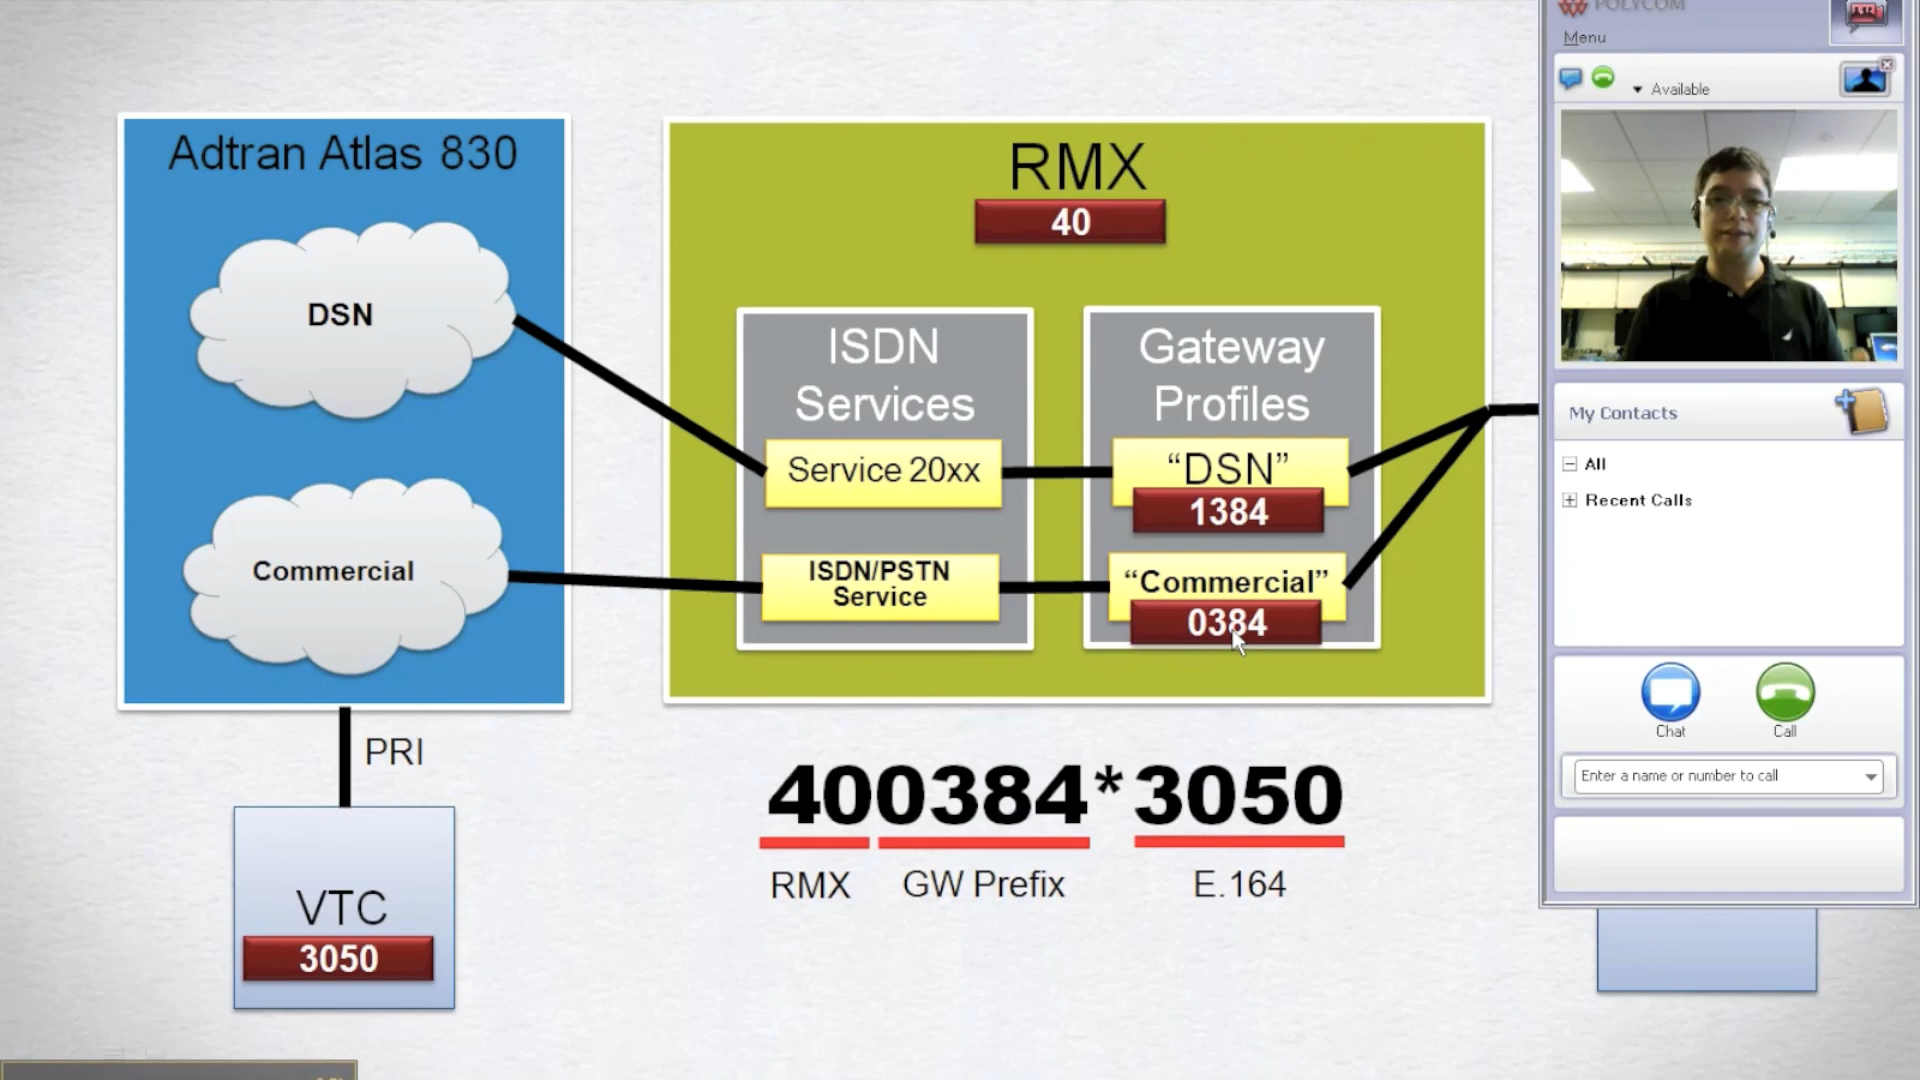 Adtran Atlas 830
DSN
Commercial
PRI
VTC
3050
RMX
40
ISDN
Services
Service 20xx
ISDN/PSTN
Service
Gateway
Profiles
“DSN”
1384
“Commercial”
0384
400384*3050
RMX GW Prefix E.164
POLYCOM
Menu
Available
My Contacts
All
Recent Calls
Chat Call
Enter a name or number to call